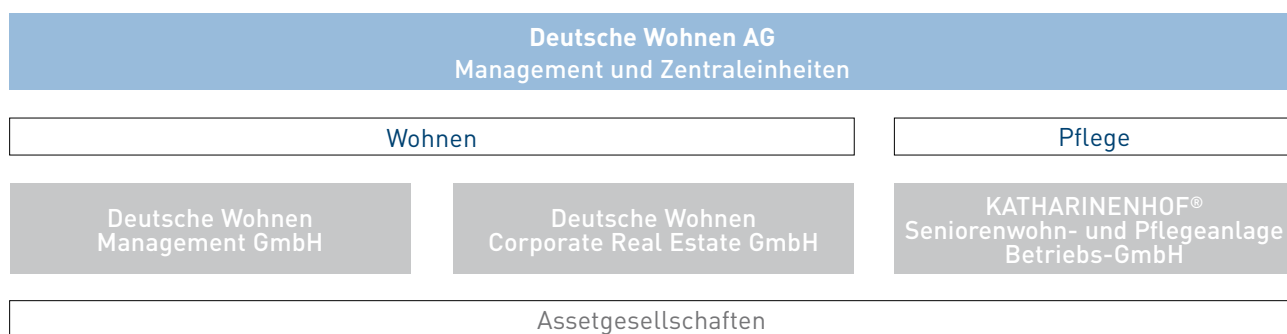 Deutsche Wohnen AG
Management und Zentraleinheiten
Wohnen
Pflege
Deutsche Wohnen
Management GmbH
Deutsche Wohnen
Corporate Real Estate GmbH
KATHARINENHOF®
Seniorenwohn- und Pflegeanlage
Betriebs-GmbH
Assetgesellschaften